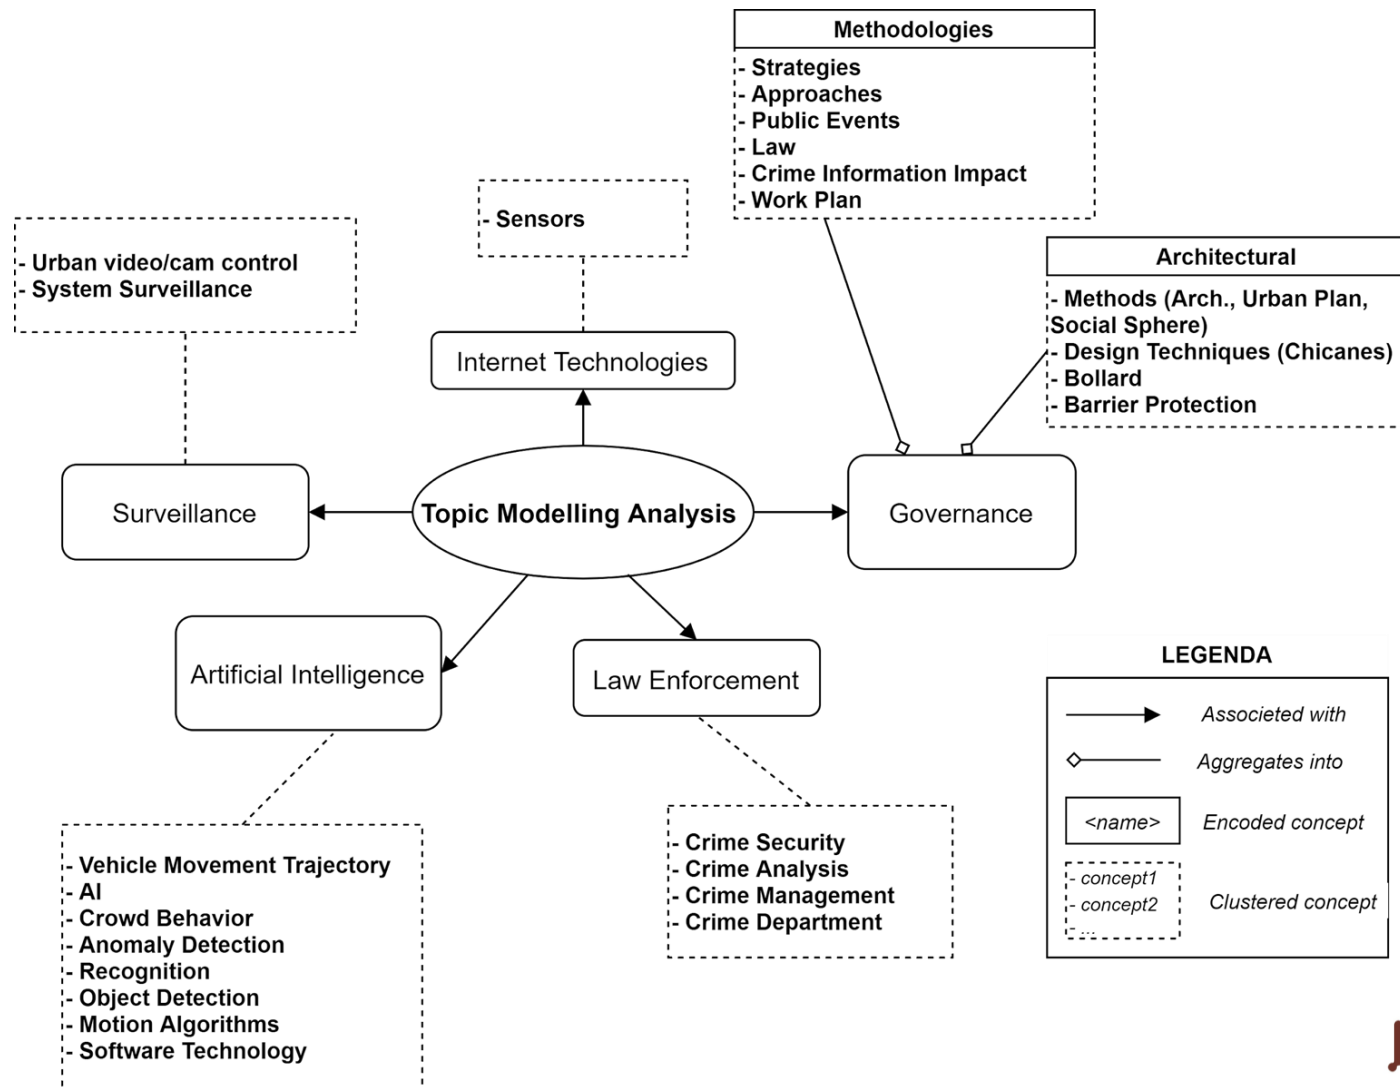 Methodologies
- Strategies
- Approaches
- Public Events
- Law
- Crime Information Impact
- Work Plan
- Sensors
- Urban video/cam control
- System Surveillance
Architectural
- Methods (Arch., Urban Plan,
Social Sphere)
- Design Techniques (Chicanes)
- Bollard
- Barrier Protection
Internet Technologies
Surveillance
Topic Modelling Analysis
Governance
Artificial Intelligence
Law Enforcement
- Vehicle Movement Trajectory
- AI
- Crowd Behavior
- Anomaly Detection
- Recognition
- Object Detection
- Motion Algorithms
- Software Technology
- Crime Security
- Crime Analysis
- Crime Management
- Crime Department
LEGENDA
Associeted with
Aggregates into
<name>
Encoded concept
- concept1
- concept2
- ...
Clustered concept